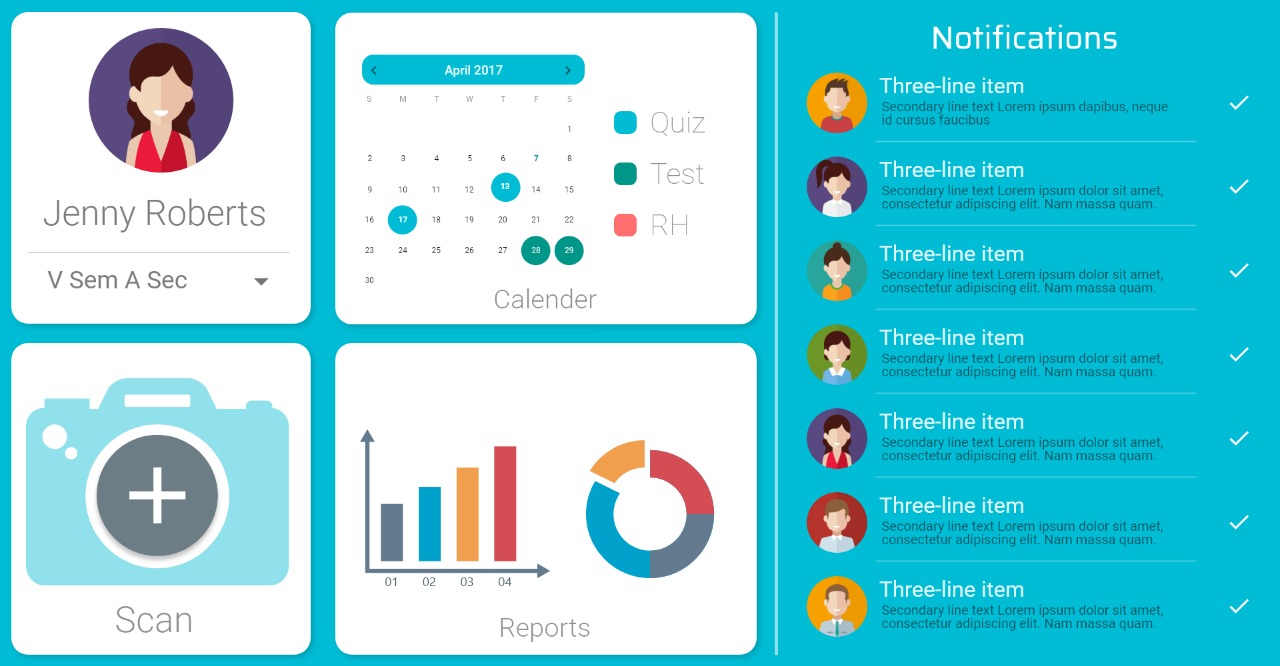 Jenny Roberts
V Sem A Sec
April 2017
S M T W T F S
1
2 3 4 5 6 7 8
9 10 11 12 13 14 15
16 17 18 19 20 21 22
23 24 25 26 27 28 29
30
Quiz
Test
RH
Calender
Scan
01 02 03 04
Reports
Notifications
Three-line item
Secondary line text Lorem ipsum dapibus, neque
id cursus faucibus
Three-line item
Secondary line text Lorem ipsum dolor sit amet,
consectetur adipiscing elit. Nam massa quam.
Three-line item
Secondary line text Lorem ipsum dolor sit amet,
consectetur adipiscing elit. Nam massa quam.
Three-line item
Secondary line text Lorem ipsum dolor sit amet,
consectetur adipiscing elit. Nam massa quam.
Three-line item
Secondary line text Lorem ipsum dolor sit amet,
consectetur adipiscing elit. Nam massa quam.
Three-line item
Secondary line text Lorem ipsum dolor sit amet,
consectetur adipiscing elit. Nam massa quam.
Three-line item
Secondary line text Lorem ipsum dolor sit amet,
consectetur adipiscing elit. Nam massa quam.